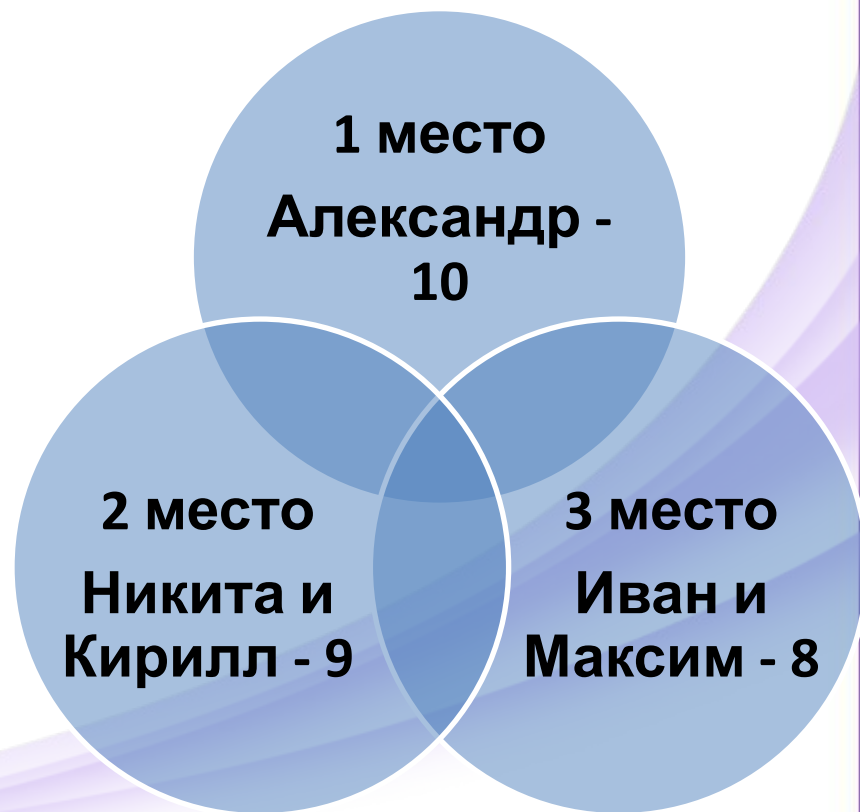 1 место
Александр -
10
2 место
Никита и
Кирилл - 9
3 место
Иван и
Максим - 8